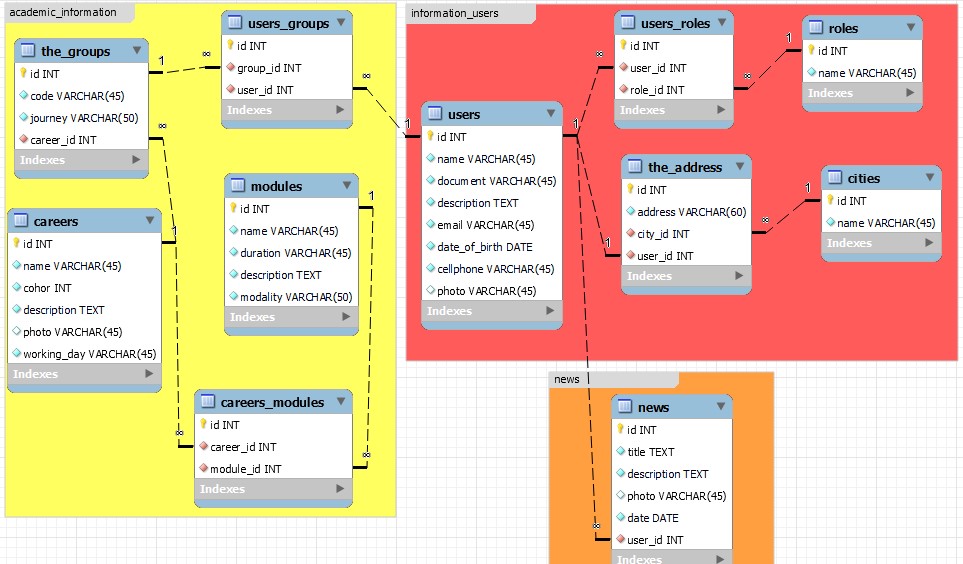 academic_information
the_groups
id INT
code VARCHAR(45)
journey VARCHAR(50)
career_id INT
Indexes
users_groups
id INT
group_id INT
user_id INT
Indexes
careers
id INT
name VARCHAR(45)
cohor INT
description TEXT
photo VARCHAR(45)
working_day VARCHAR(45)
Indexes
modules
id INT
name VARCHAR(45)
duration VARCHAR(45)
description TEXT
modality VARCHAR(50)
Indexes
careers_modules
id INT
career_id INT
module_id INT
Indexes
1
∞
∞
1
∞
1
∞
∞
1
information_users
users
id INT
name VARCHAR(45)
document VARCHAR(45)
description TEXT
email VARCHAR(45)
date_of_birth DATE
cellphone VARCHAR(45)
photo VARCHAR(45)
Indexes
users_roles
id INT
user_id INT
role_id INT
Indexes
roles
id INT
name VARCHAR(45)
Indexes
the_address
id INT
address VARCHAR(60)
city_id INT
user_id INT
Indexes
cities
id INT
name VARCHAR(45)
Indexes
1
∞
∞
1
1
∞
1
news
news
id INT
title TEXT
description TEXT
photo VARCHAR(45)
date DATE
user_id INT
Indexes
∞